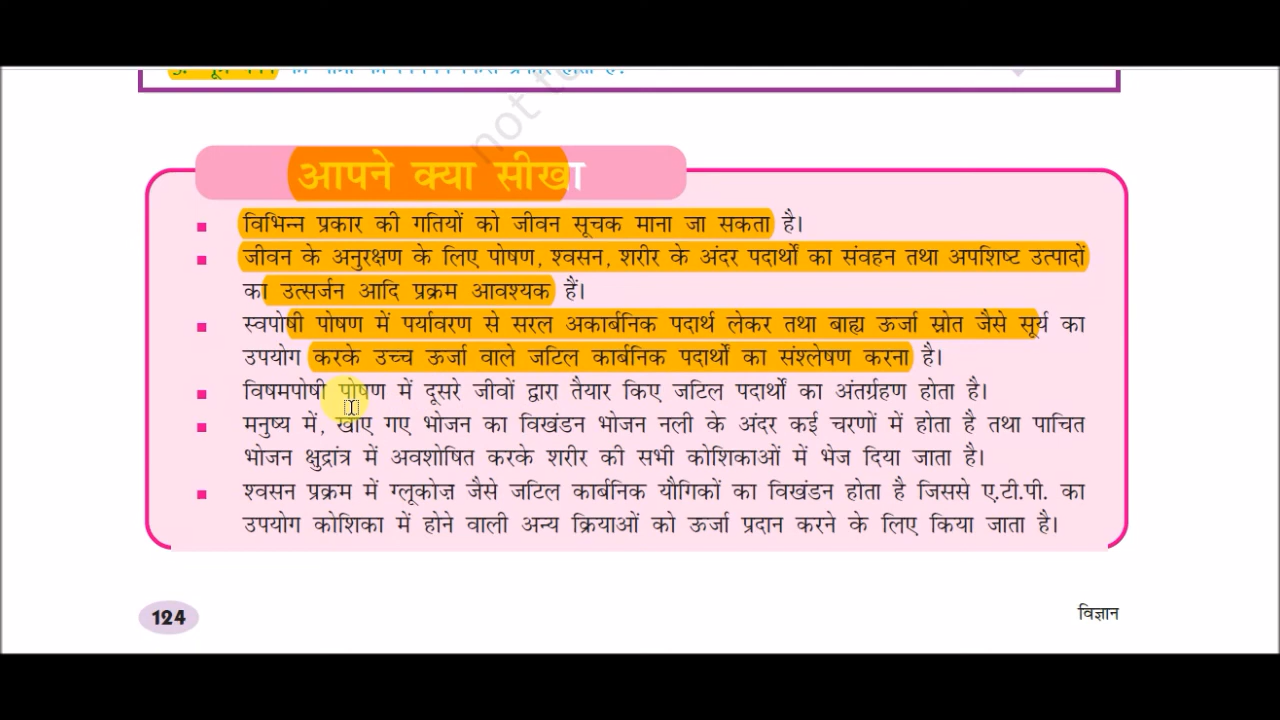 not to
आपने क्या सीखा
विभिन्न प्रकार की गतियों को जीवन सूचक माना जा सकता है।
जीवन के अनुरक्षण के लिए पोषण, श्वसन, शरीर के अंदर पदार्थों का संवहन तथा अपशिष्ट उत्पादों
का उत्सर्जन आदि प्रक्रम आवश्यक हैं।
स्वपोषी पोषण में पर्यावरण से सरल अकार्बनिक पदार्थ लेकर तथा बाह्य ऊर्जा स्रोत जैसे सूर्य का
उपयोग करके उच्च ऊर्जा वाले जटिल कार्बनिक पदार्थों का संश्लेषण करना है।
विषमपोषी पोषण में दूसरे जीवों द्वारा तैयार किए जटिल पदार्थों का अंतर्ग्रहण होता है।
मनुष्य में, खाए गए भोजन का विखंडन भोजन नली के अंदर कई चरणों में होता है तथा पाचित
भोजन क्षुद्रांत्र में अवशोषित करके शरीर की सभी कोशिकाओं में भेज दिया जाता है।
श्वसन प्रक्रम में ग्लूकोज़ जैसे जटिल कार्बनिक यौगिकों का विखंडन होता है जिससे ए.टी.पी. का
उपयोग कोशिका में होने वाली अन्य क्रियाओं को ऊर्जा प्रदान करने के लिए किया जाता है।
124
विज्ञान